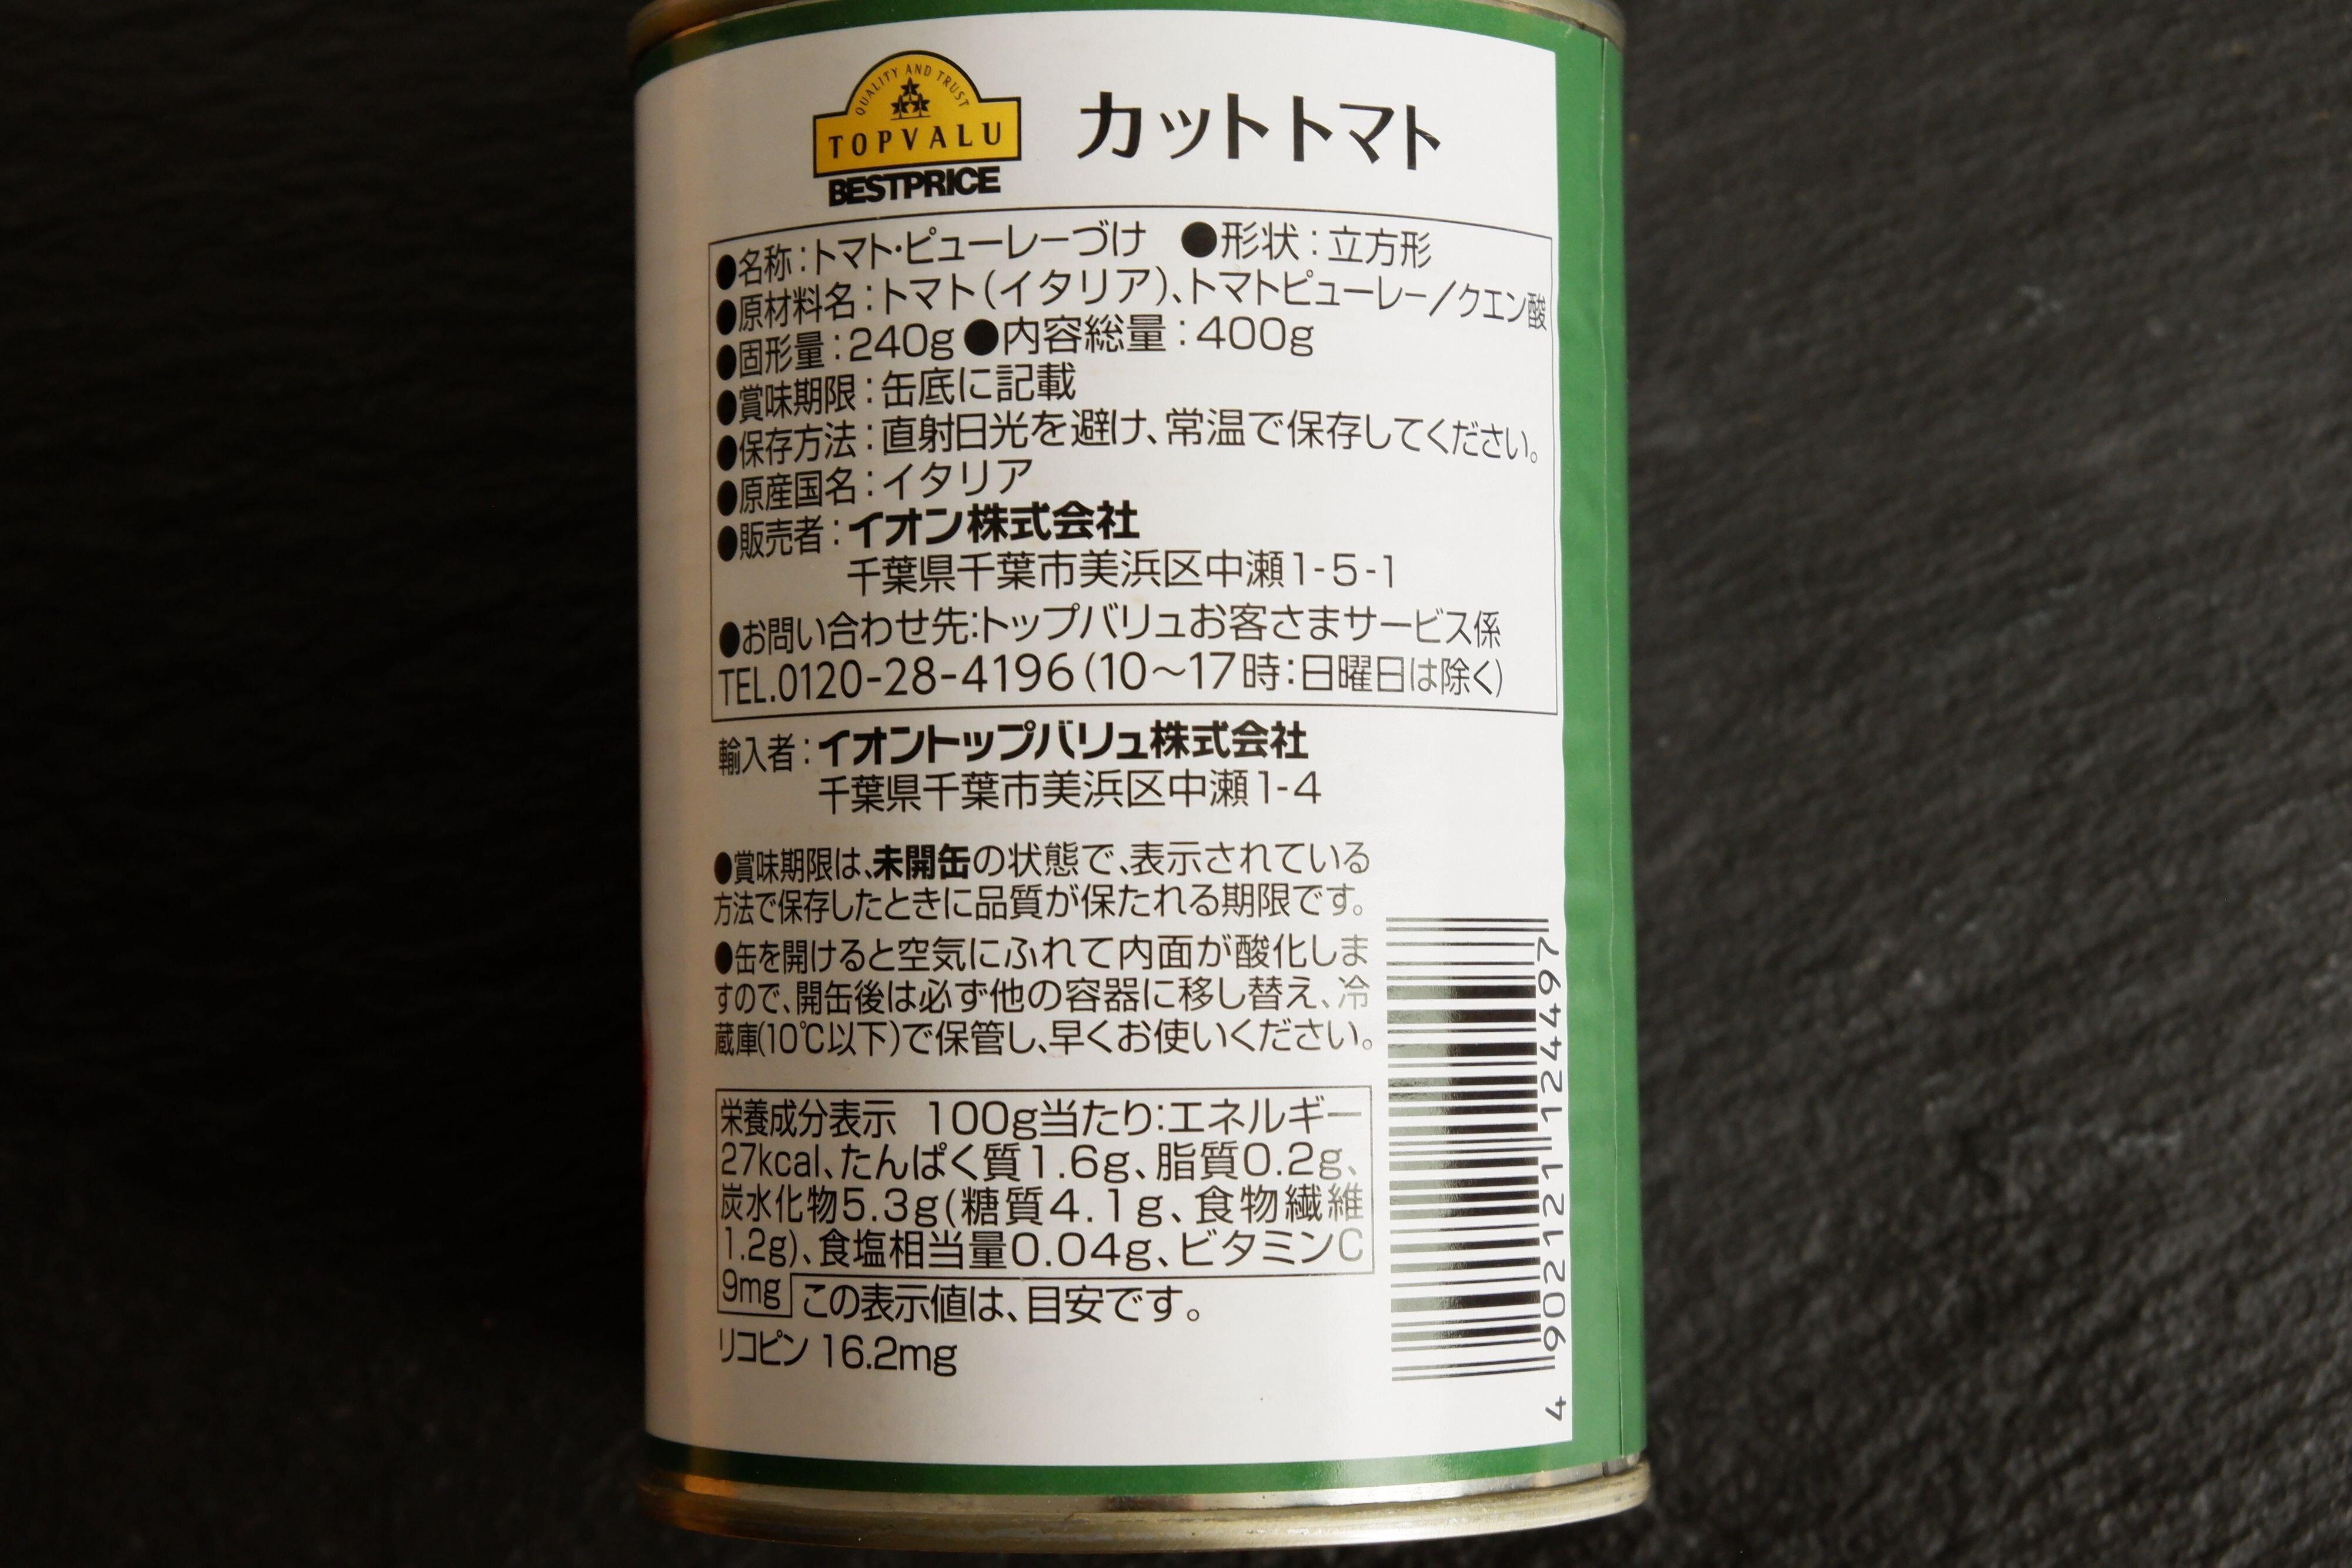 QUALITY AND TRUST
TOPVALU
BESTPRICE
カットトマト
●名称:トマト・ピューレーづけ ●形状:立方形
●原材料名:トマト(イタリア)、トマトピューレー/クエン酸
●固形量:240g ●内容総量:400g
●賞味期限:缶底に記載
●保存方法:直射日光を避け、常温で保存してください。
●原産国名:イタリア
●販売者:イオン株式会社
千葉県千葉市美浜区中瀬1-5-1
●お問い合わせ先:トップバリュお客さまサービス係
TEL.0120-28-4196(10〜17時:日曜日は除く)
輸入者:イオントップバリュ株式会社
千葉県千葉市美浜区中瀬1-4
●賞味期限は、未開缶の状態で、表示されている
方法で保存したときに品質が保たれる期限です。
●缶を開けると空気にふれて内面が酸化しま
すので、開缶後は必ず他の容器に移し替え、冷
蔵庫(10℃以下)で保管し、早くお使いください。
栄養成分表示 100g当たり:エネルギー
27kcal、たんぱく質1.6g、脂質0.2g、
炭水化物5.3g(糖質4.1g、食物繊維
1.2g)、食塩相当量0.04g、ビタミンC
9mg この表示値は、目安です。
リコピン 16.2mg
4 902121 124497